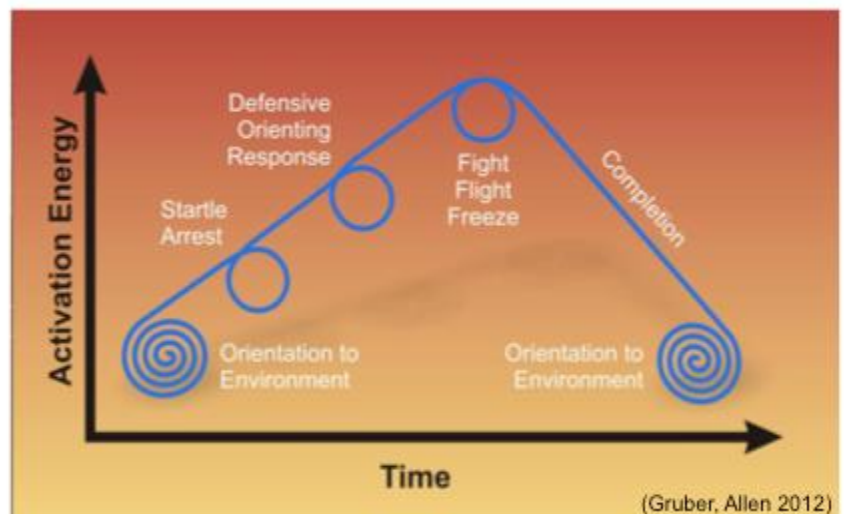 Activation Energy
Defensive
Orienting
Response
Startle
Arrest
Fight
Flight
Freeze
Completion
Orientation to
Environment
Orientation to
Environment
Time
(Gruber, Allen 2012)